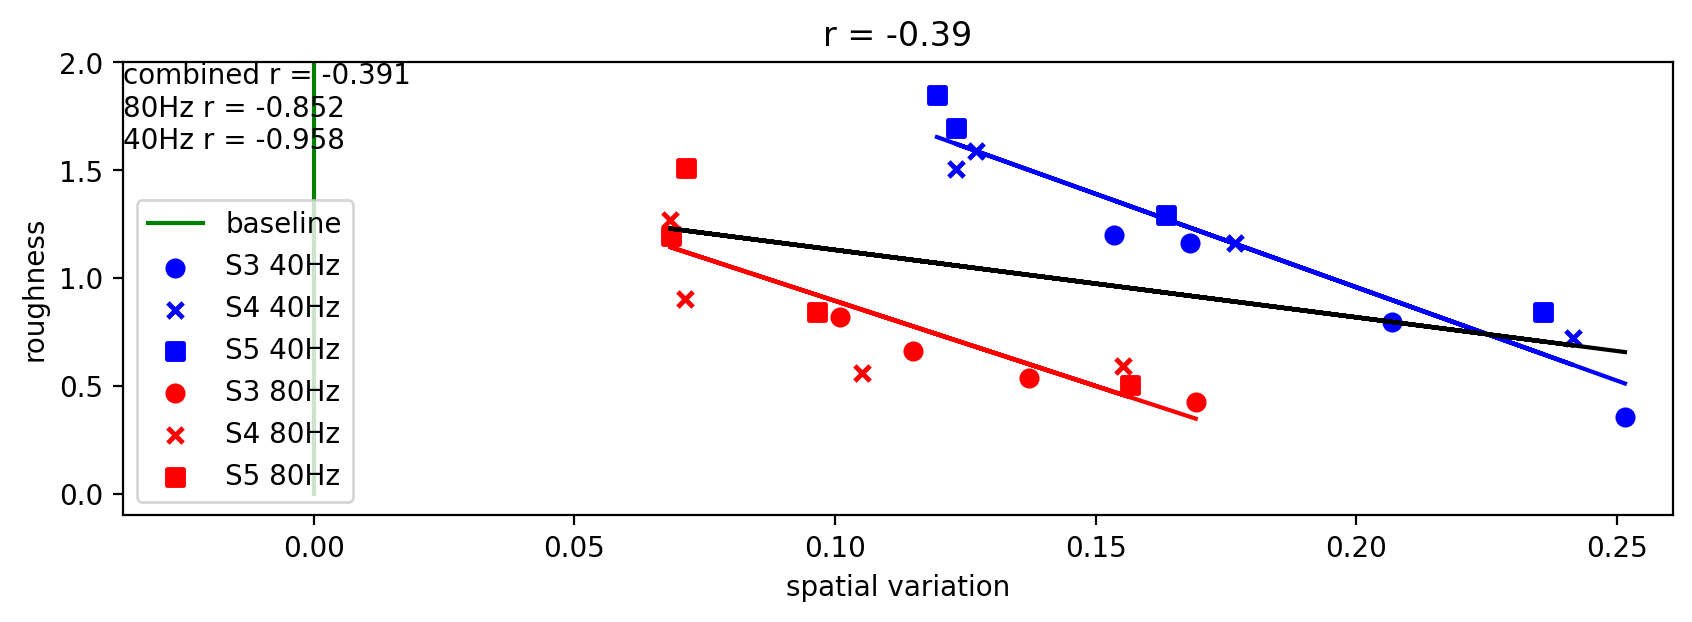 r = -0.39
combined r = -0.391
80Hz r = -0.852
40Hz r = -0.958
2.0
1.5
1.0
0.5
0.0
roughness
baseline
S3 40Hz
S4 40Hz
S5 40Hz
S3 80Hz
S4 80Hz
S5 80Hz
0.00 0.05 0.10 0.15 0.20 0.25
spatial variation